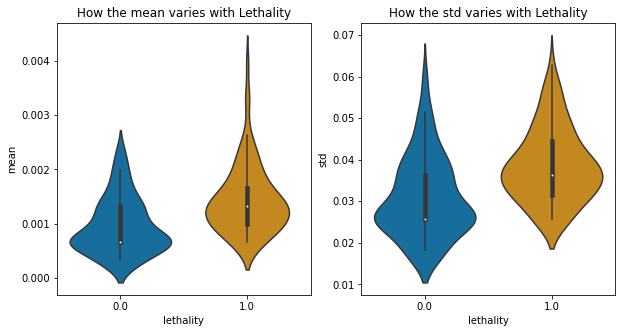 How the mean varies with Lethality
mean
0.004
0.003
0.002
0.001
0.000
0.0
1.0
lethality
How the std varies with Lethality
std
0.07
0.06
0.05
0.04
0.03
0.02
0.01
0.0
1.0
lethality